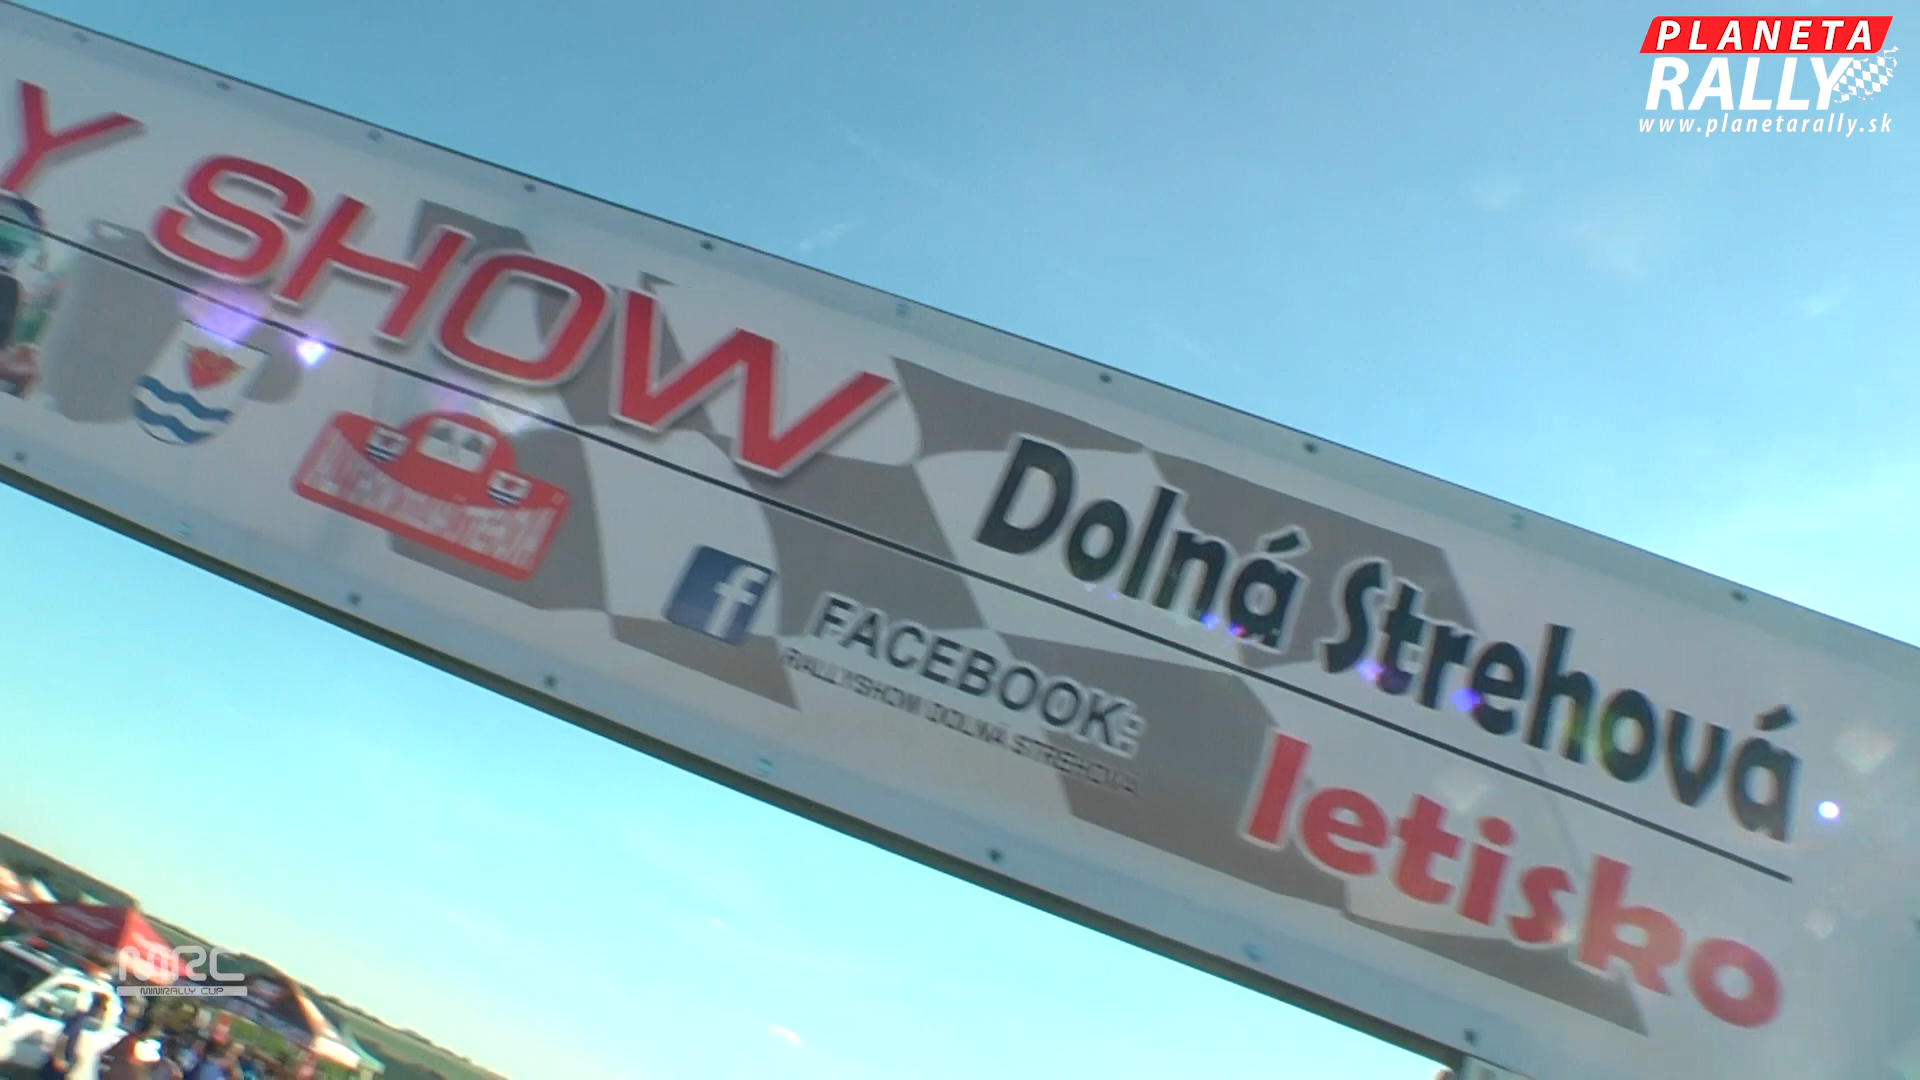 PLANETA
RALLY
www.planetarally.sk
Y SHOW
Dolná Strehová
FACEBOOK:
RALLYSHOW DOLNÁ STREHOVÁ
letisko
MRC
MINIRALLY CUP